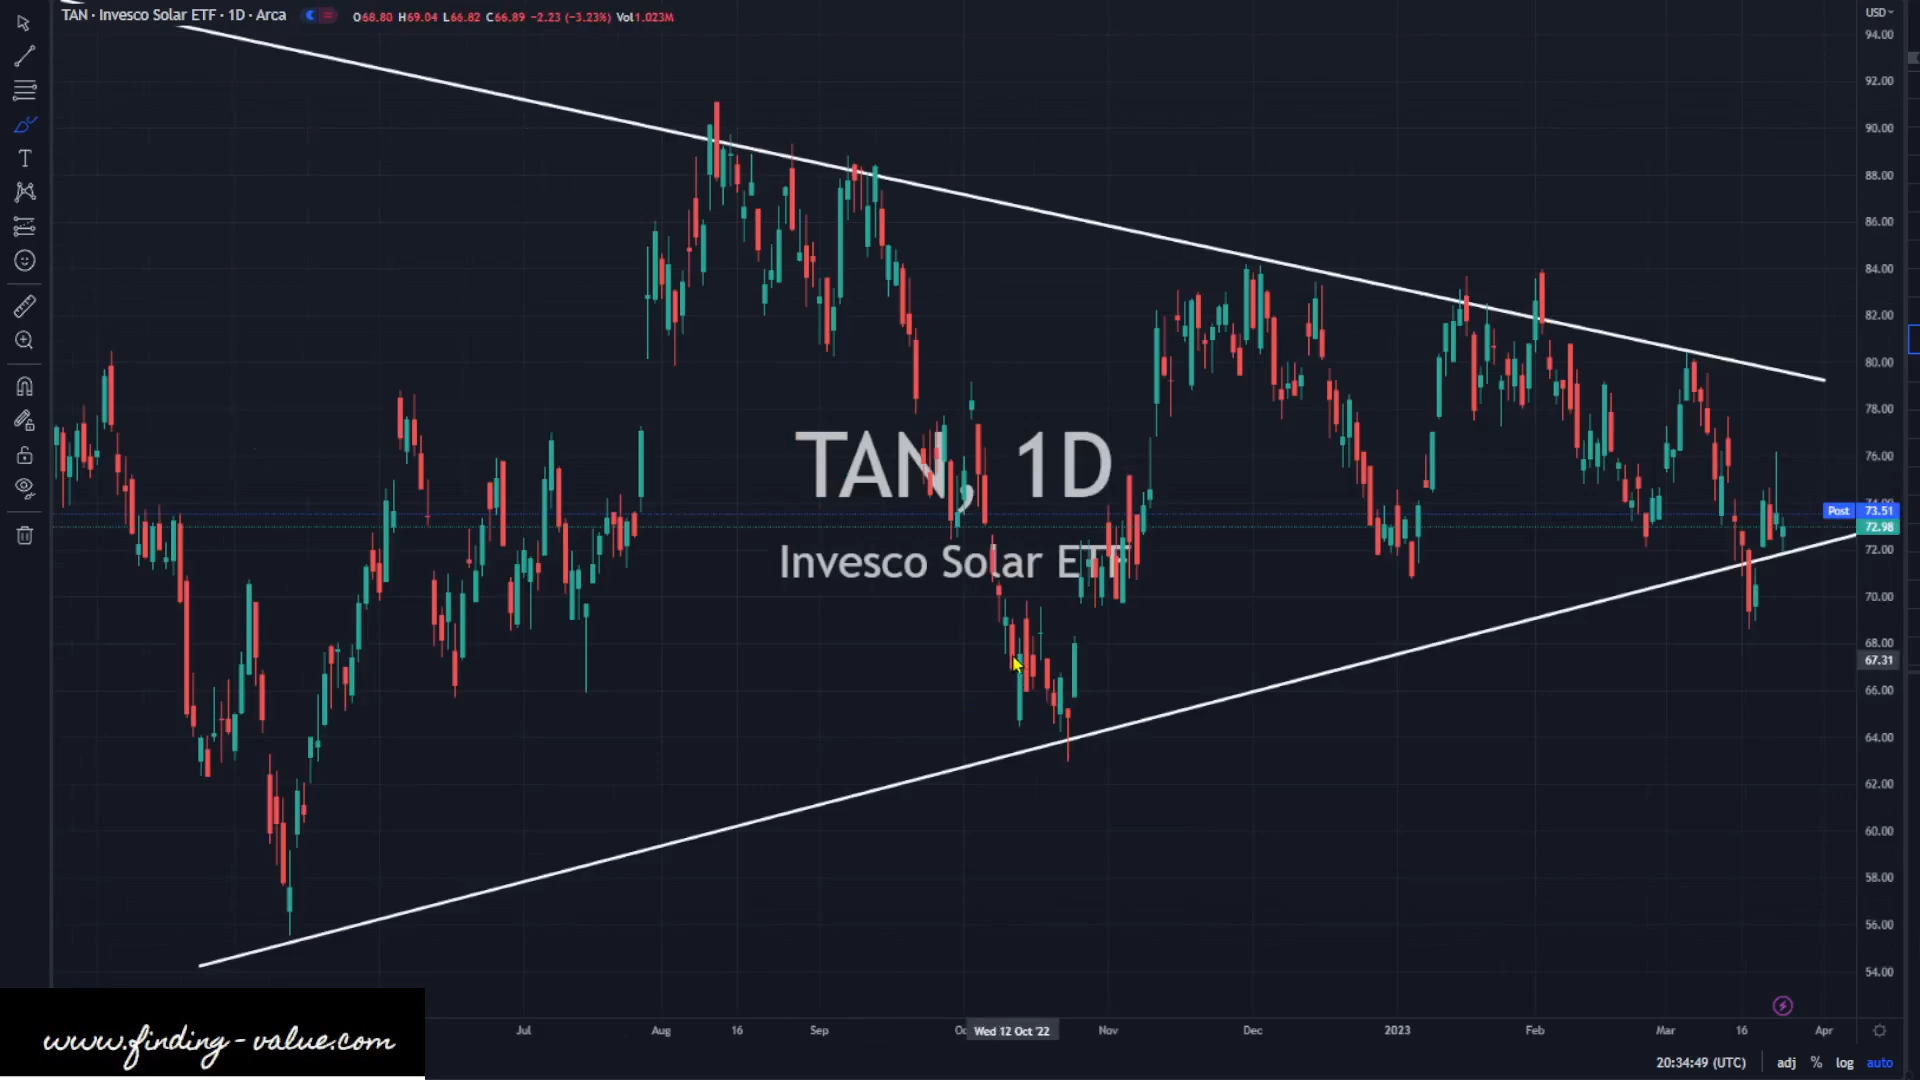 TAN · Invesco Solar ETF · 1D · Arca O68.80 H69.04 L66.82 C66.89 −2.23 (−3.23%) Vol1.023M
USD
94.00
92.00
90.00
88.00
86.00
84.00
82.00
80.00
78.00
76.00
74.00
Post 73.51
72.98
72.00
70.00
68.00
67.31
66.00
64.00
62.00
60.00
58.00
56.00
54.00
TAN, 1D
Invesco Solar ETF
Jul Aug 16 Sep Wed 12 Oct '22 Nov Dec 2023 Feb Mar 16 Apr
www.finding-value.com
20:34:49 (UTC) adj % log auto